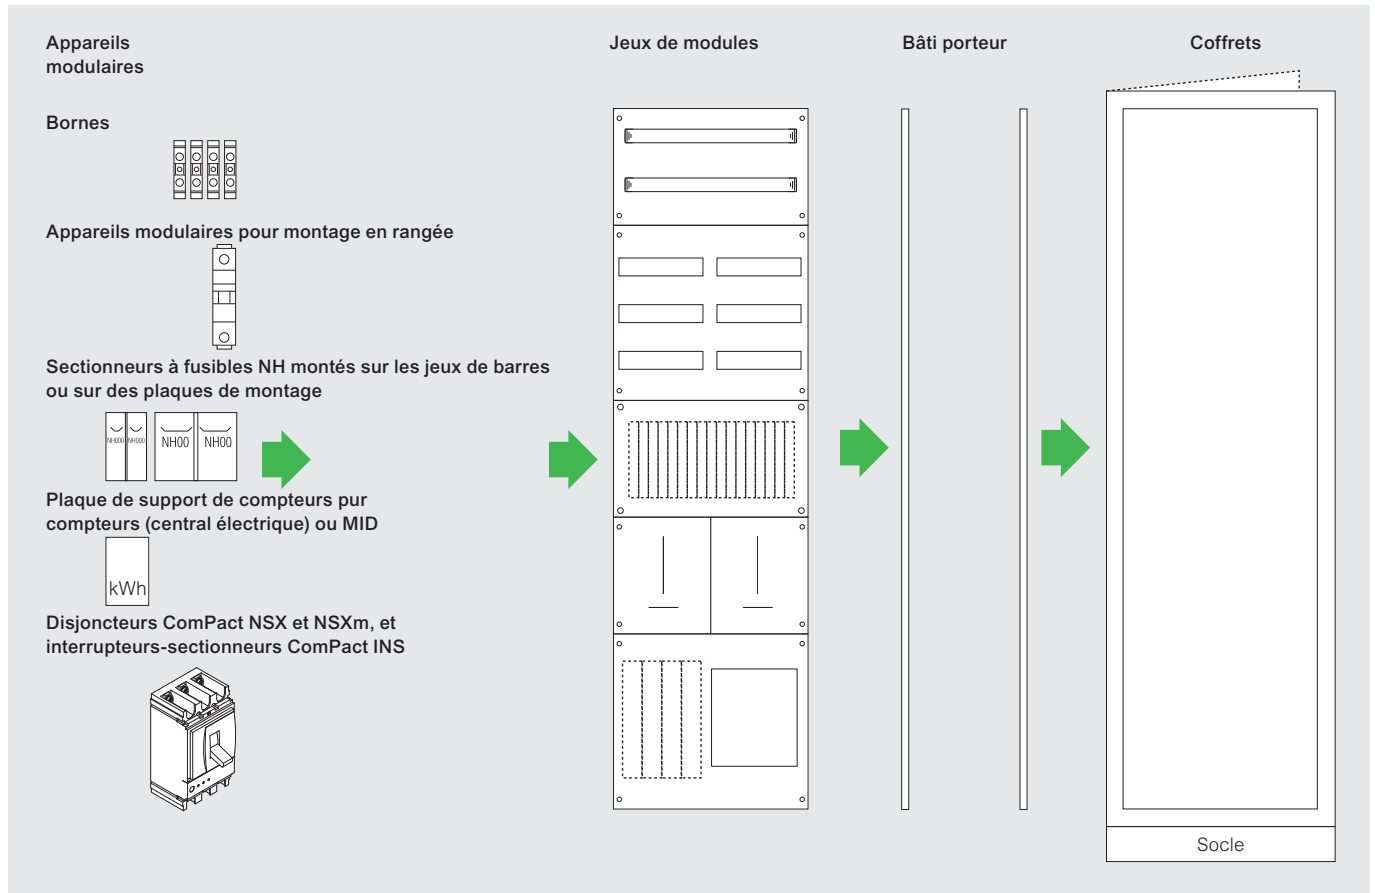 Appareils
modulaires
Jeux de modules
Bâti porteur
Coffrets
Bornes
Appareils modulaires pour montage en rangée
Sectionneurs à fusibles NH montés sur les jeux de barres
ou sur des plaques de montage
NH000 NH000 NH00 NH00
Plaque de support de compteurs pur
compteurs (central électrique) ou MID
kWh
Disjoncteurs ComPact NSX et NSXm, et
interrupteurs-sectionneurs ComPact INS
Socle